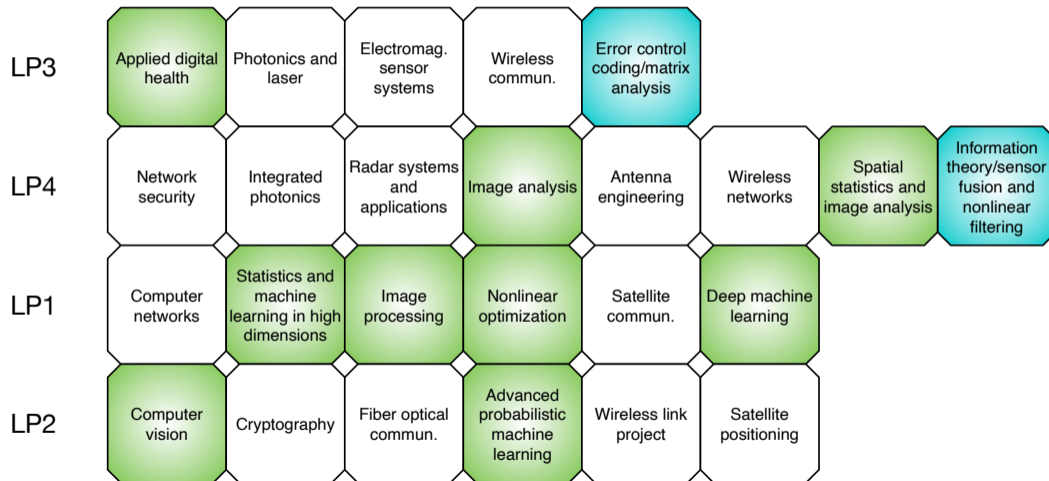 LP3
Applied digital
health
Photonics and
laser
Electromag.
sensor
systems
Wireless
commun.
Error control
coding/matrix
analysis
LP4
Network
security
Integrated
photonics
Radar systems
and
applications
Image analysis
Antenna
engineering
Wireless
networks
Spatial
statistics and
image analysis
Information
theory/sensor
fusion and
nonlinear
filtering
LP1
Computer
networks
Statistics and
machine
learning in high
dimensions
Image
processing
Nonlinear
optimization
Satellite
commun.
Deep machine
learning
LP2
Computer
vision
Cryptography
Fiber optical
commun.
Advanced
probabilistic
machine
learning
Wireless link
project
Satellite
positioning